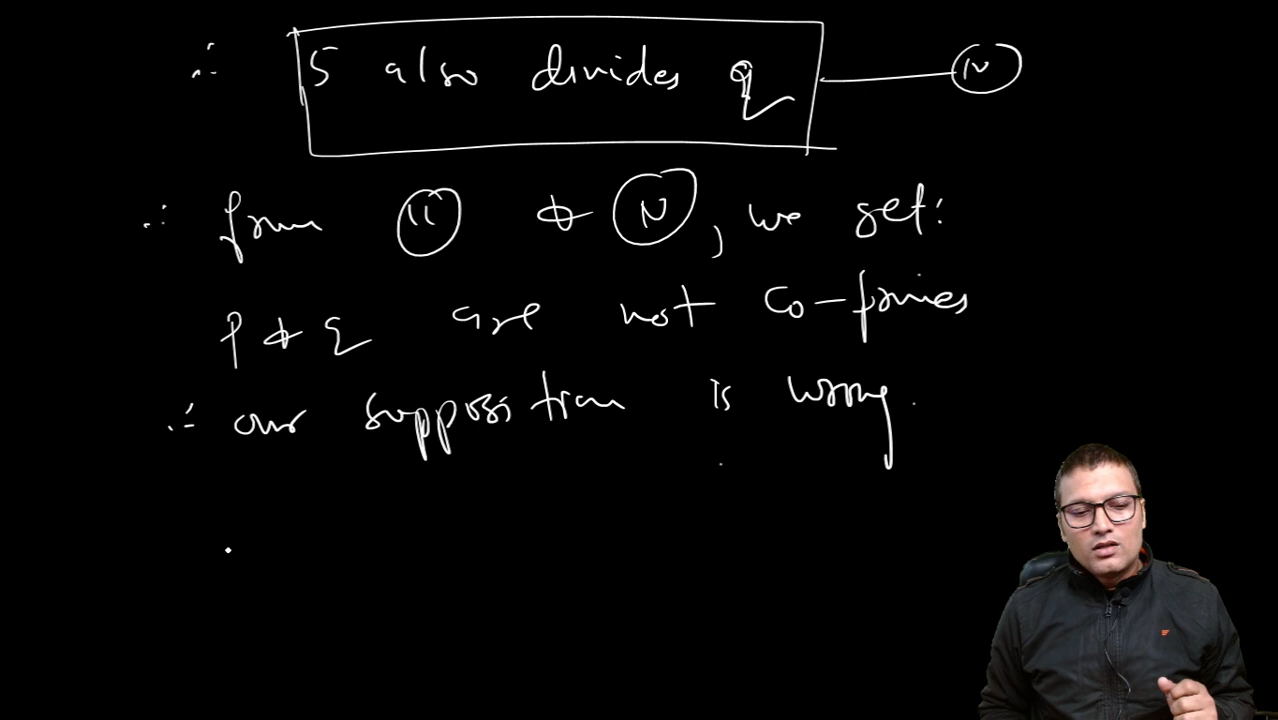 ∴ 5 also divides q — (iv)
∴ from (ii) & (iv), we get:
p & q are not co-primes
∴ our supposition is wrong.